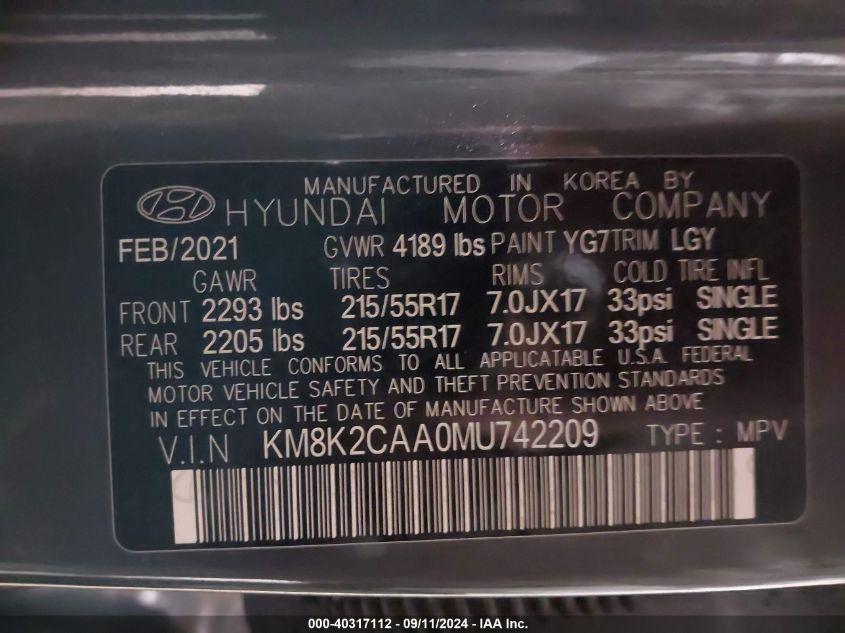 MANUFACTURED IN KOREA BY
HYUNDAI MOTOR COMPANY
FEB/2021 GVWR 4189 lbs PAINT YG7 TRIM LGY
GAWR TIRES RIMS COLD TIRE INFL
FRONT 2293 lbs 215/55R17 7.0JX17 33psi SINGLE
REAR 2205 lbs 215/55R17 7.0JX17 33psi SINGLE
THIS VEHICLE CONFORMS TO ALL APPLICABLE U.S.A. FEDERAL
MOTOR VEHICLE SAFETY AND THEFT PREVENTION STANDARDS
IN EFFECT ON THE DATE OF MANUFACTURE SHOWN ABOVE
V.I.N KM8K2CAA0MU742209 TYPE : MPV
000-40317112 - 09/11/2024 - IAA Inc.